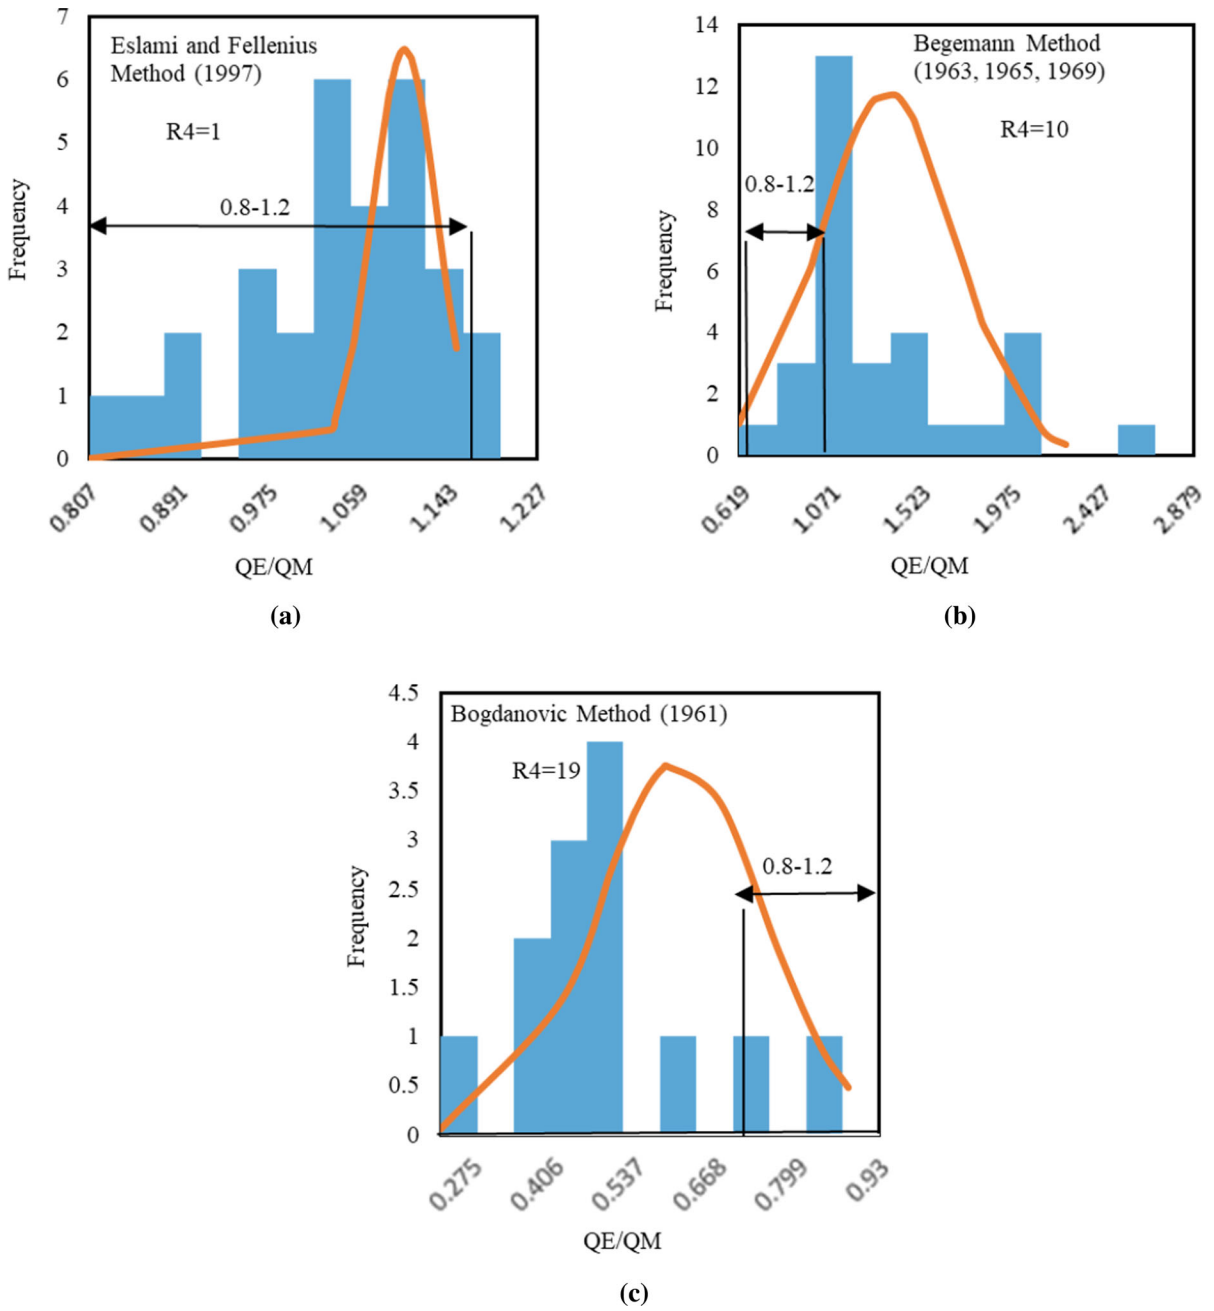 7
6
5
4
3
2
1
0
Frequency
Eslami and Fellenius
Method (1997)
R4=1
0.8-1.2
0.807
0.891
0.975
1.059
1.143
1.227
QE/QM
(a)
14
12
10
8
6
4
2
0
Frequency
Begemann Method
(1963, 1965, 1969)
R4=10
0.8-1.2
0.619
1.071
1.523
1.975
2.427
2.879
QE/QM
(b)
4.5
4
3.5
3
2.5
2
1.5
1
0.5
0
Frequency
Bogdanovic Method (1961)
R4=19
0.8-1.2
0.275
0.406
0.537
0.668
0.799
0.93
QE/QM
(c)